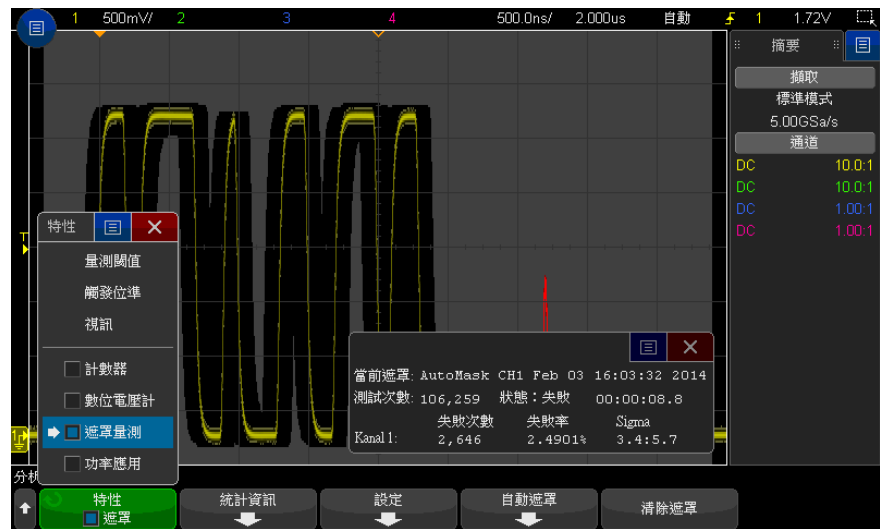 1 500mV/ 2 3 4 500.0ns/ 2.000us 自動 1 1.72V
摘要
擷取
標準模式
5.00GSa/s
通道
DC 10.0:1
DC 10.0:1
DC 1.00:1
DC 1.00:1
T
特性
量測閾值
觸發位準
視訊
計數器
數位電壓計
遮罩量測
功率應用
當前遮罩: AutoMask CH1 Feb 03 16:03:32 2014
測試次數: 106,259 狀態：失敗 00:00:08.8
失敗次數 失敗率 Sigma
Kanal 1: 2,646 2.4901% 3.4:5.7
分析
特性 遮罩
統計資訊
設定
自動遮罩
清除遮罩